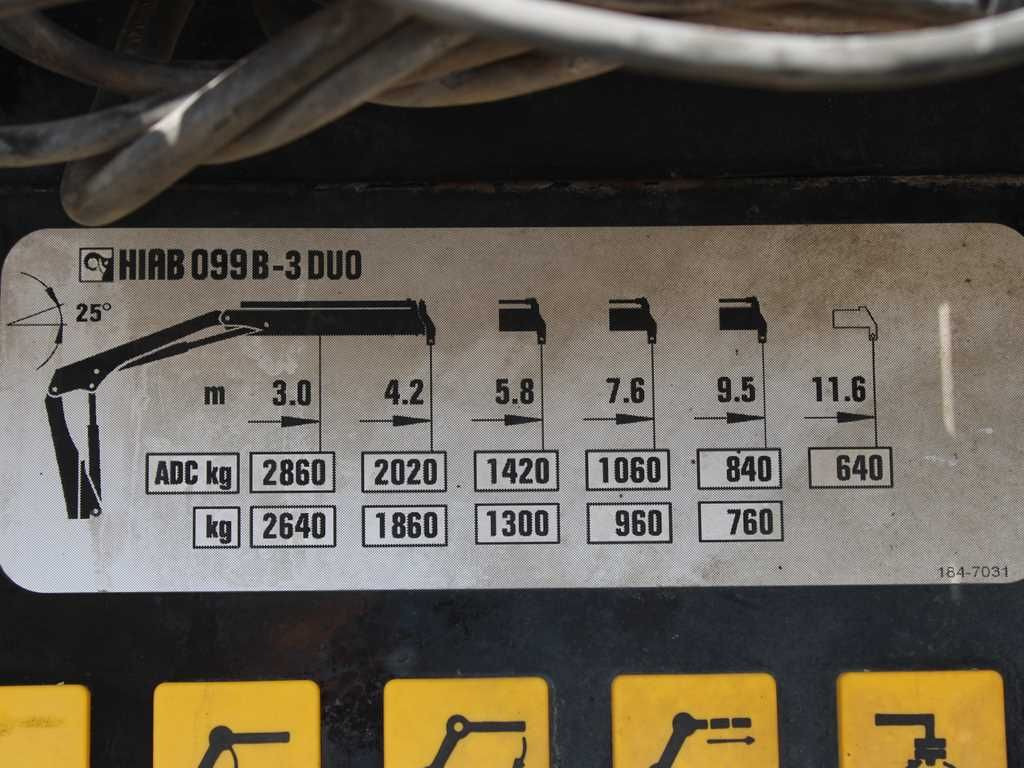 HIAB 099B-3 DUO
25°
m 3.0 4.2 5.8 7.6 9.5 11.6
ADC kg 2860 2020 1420 1060 840 640
kg 2640 1860 1300 960 760
184-7031